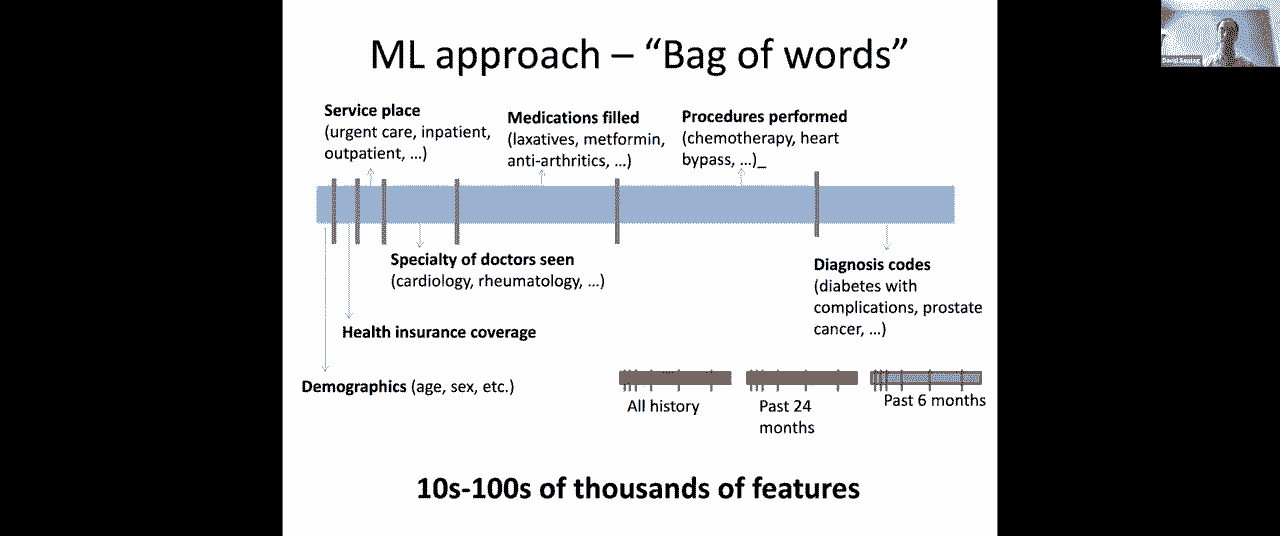 ML approach – “Bag of words”
Service place
(urgent care, inpatient,
outpatient, ...)
Medications filled
(laxatives, metformin,
anti-arthritics, ...)
Procedures performed
(chemotherapy, heart
bypass, ...)_
Specialty of doctors seen
(cardiology, rheumatology, ...)
Diagnosis codes
(diabetes with
complications, prostate
cancer, ...)
Health insurance coverage
Demographics (age, sex, etc.)
All history
Past 24
months
Past 6 months
10s-100s of thousands of features
David Sontag